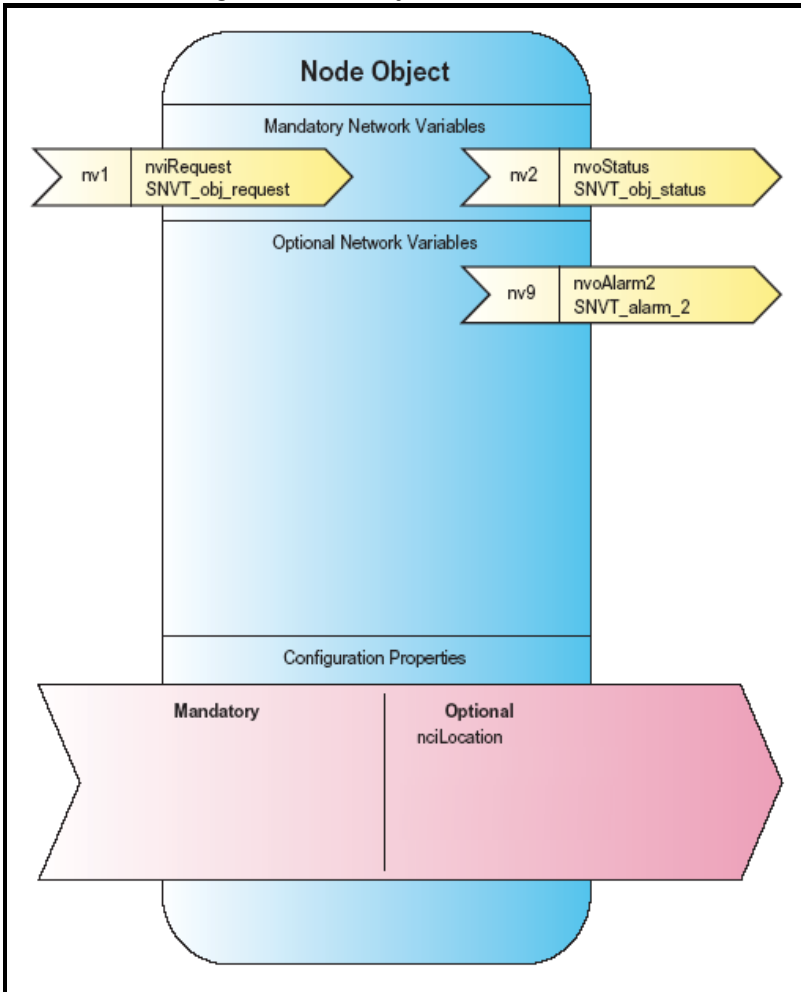 Node Object
Mandatory Network Variables
nv1
nviRequest
SNVT_obj_request
nv2
nvoStatus
SNVT_obj_status
Optional Network Variables
nv9
nvoAlarm2
SNVT_alarm_2
Configuration Properties
Mandatory
Optional
nciLocation